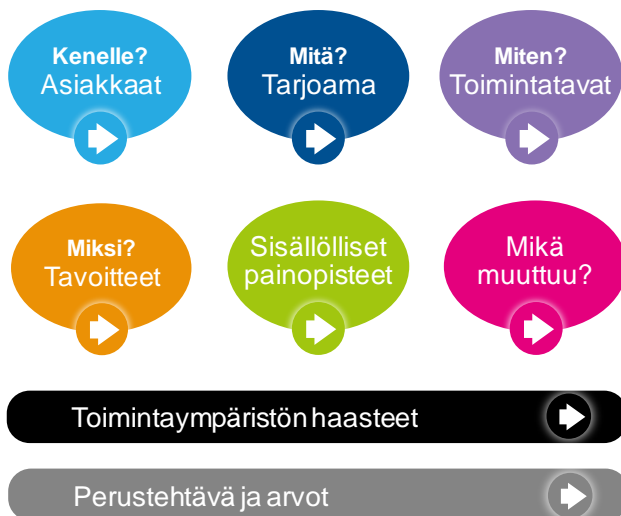 Kenelle?
Asiakkaat
Mitä?
Tarjoama
Miten?
Toimintatavat
Miksi?
Tavoitteet
Sisällölliset
painopisteet
Mikä
muuttuu?
Toimintaympäristön haasteet
Perustehtävä ja arvot